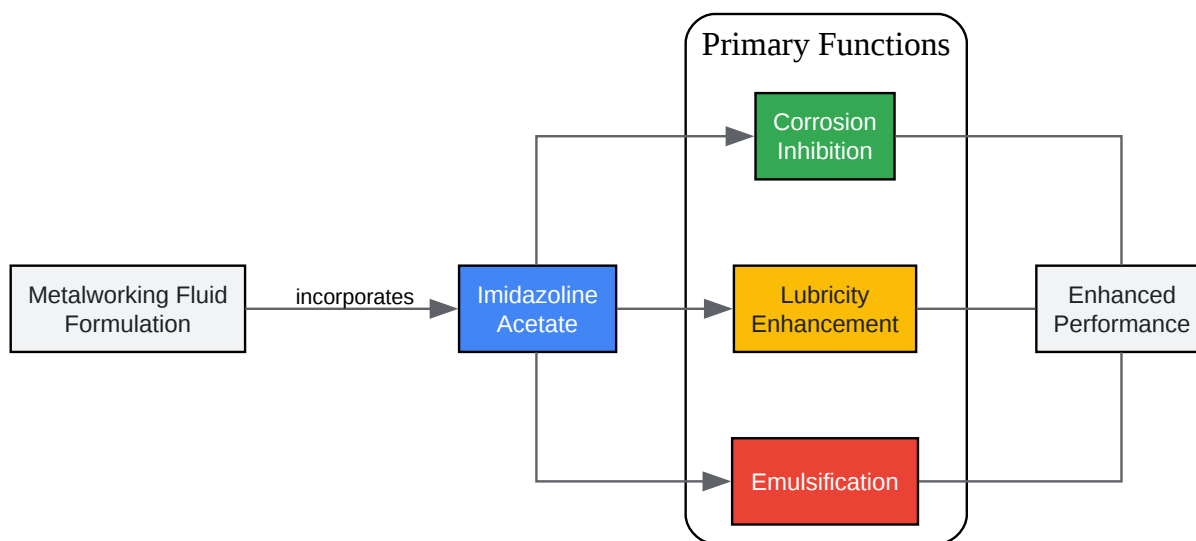 Primary Functions
Corrosion
Inhibition
Metalworking Fluid
Formulation
incorporates
Imidazoline
Acetate
Lubricity
Enhancement
Enhanced
Performance
Emulsification